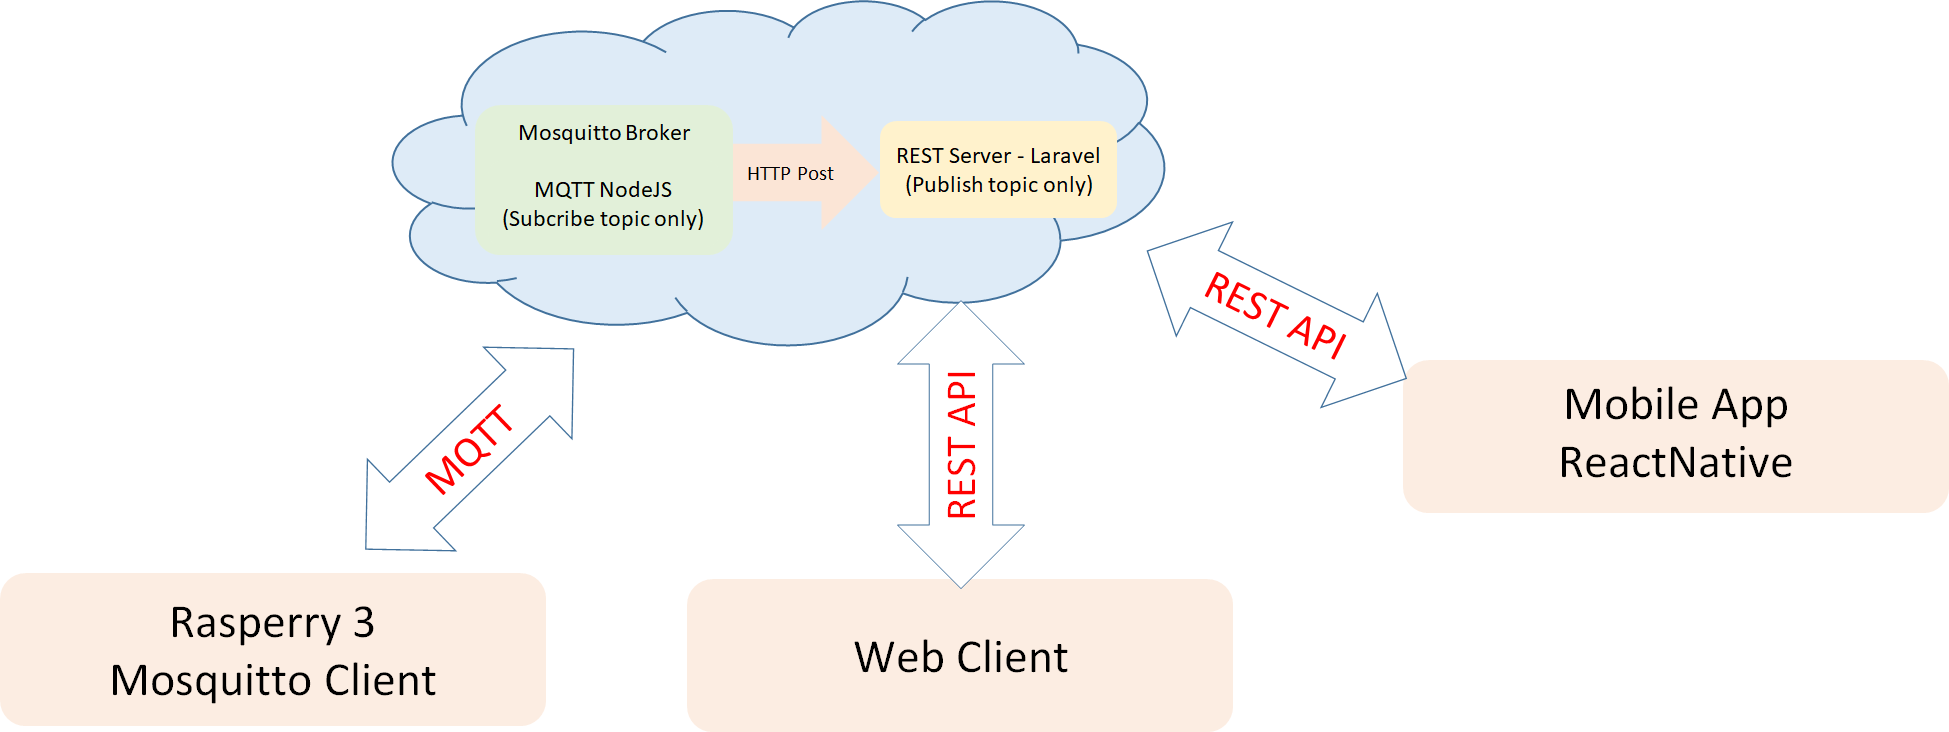 Mosquitto Broker
MQTT NodeJS
(Subcribe topic only)
HTTP Post
REST Server - Laravel
(Publish topic only)
MQTT
REST API
REST API
Mobile App
ReactNative
Rasperry 3
Mosquitto Client
Web Client